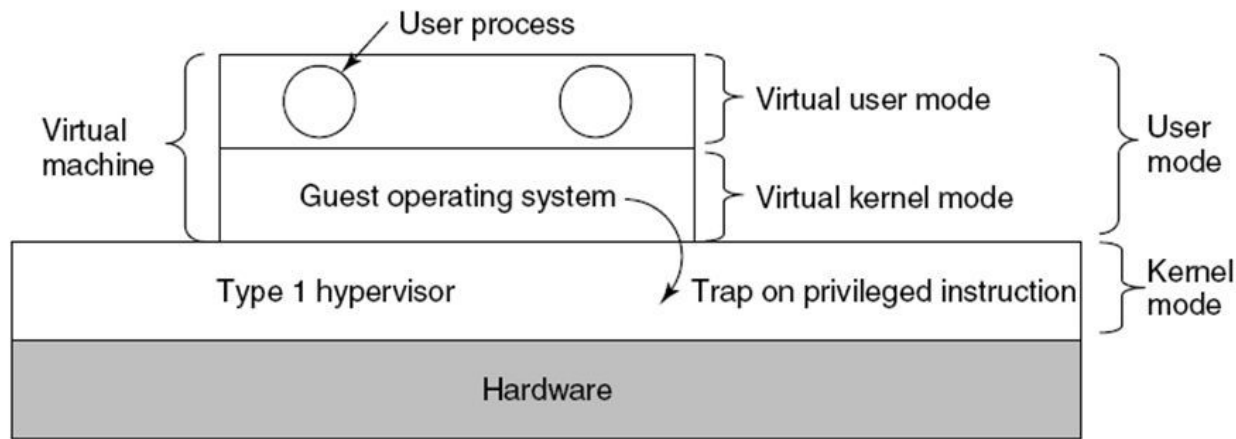 User process
Virtual
machine
Virtual user mode
User
mode
Guest operating system
Virtual kernel mode
Type 1 hypervisor
Trap on privileged instruction
Kernel
mode
Hardware